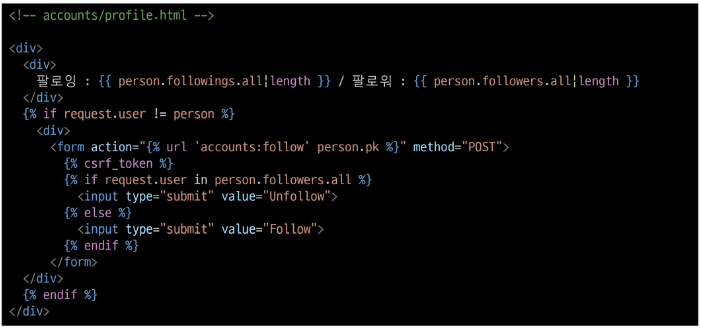 <!-- accounts/profile.html -->

<div>
  <div>
    팔로잉 : {{ person.followings.all|length }} / 팔로워 : {{ person.followers.all|length }}
  </div>
  {% if request.user != person %}
    <div>
      <form action="{% url 'accounts:follow' person.pk %}" method="POST">
        {% csrf_token %}
        {% if request.user in person.followers.all %}
          <input type="submit" value="Unfollow">
        {% else %}
          <input type="submit" value="Follow">
        {% endif %}
      </form>
  </div>
  {% endif %}
</div>